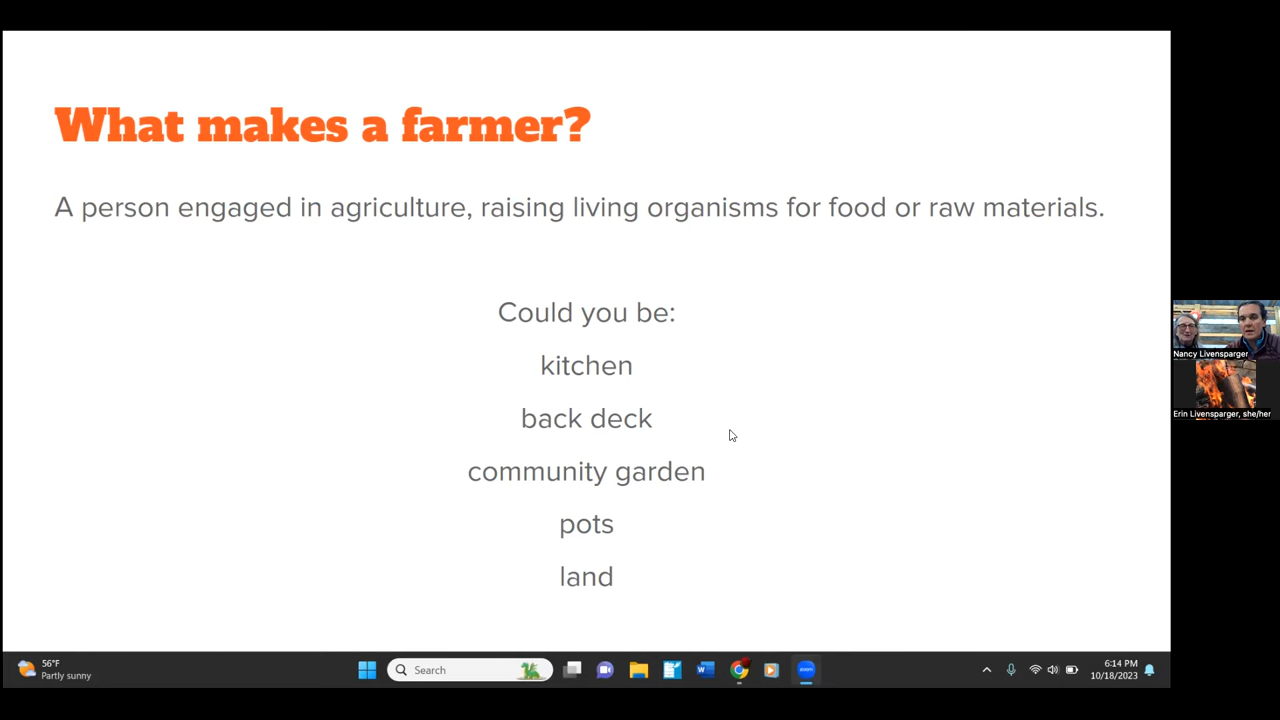 What makes a farmer?
A person engaged in agriculture, raising living organisms for food or raw materials.
Could you be:
kitchen
back deck
community garden
pots
land
Nancy Livensparger
Erin Livensparger, she/her
56°F
Partly sunny
Search
zoom
6:14 PM
10/18/2023